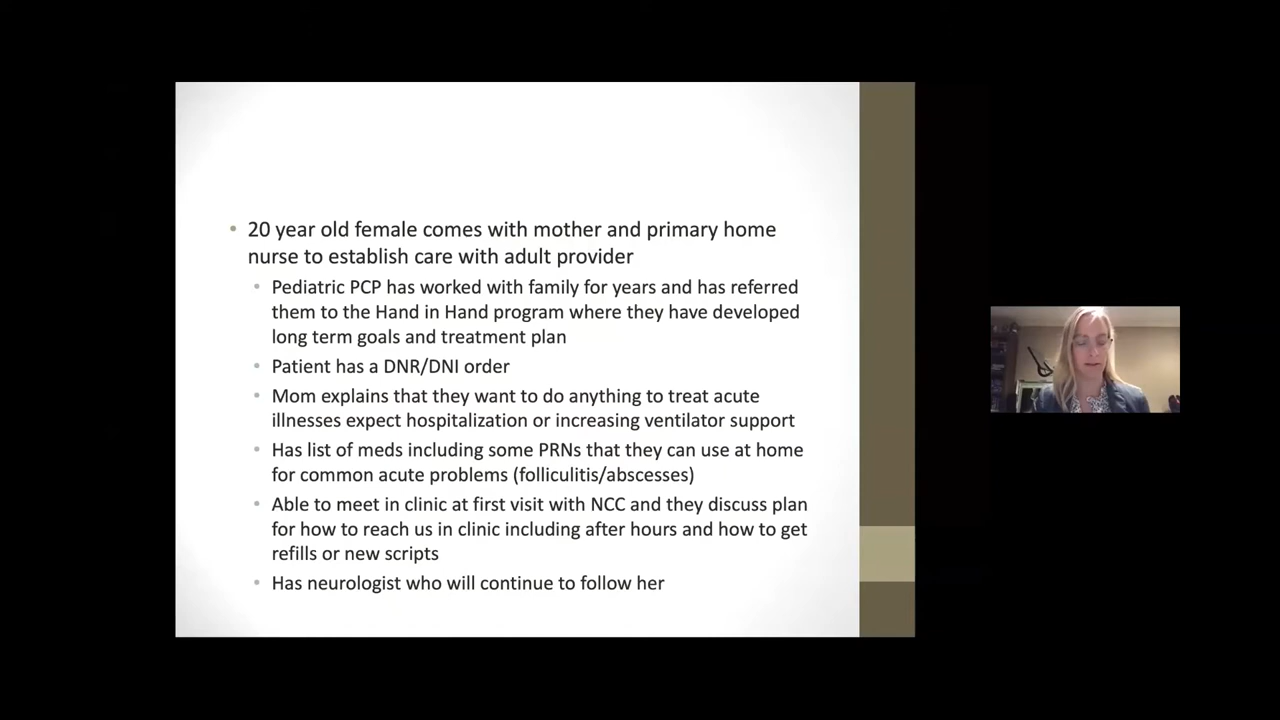 • 20 year old female comes with mother and primary home
nurse to establish care with adult provider
• Pediatric PCP has worked with family for years and has referred
them to the Hand in Hand program where they have developed
long term goals and treatment plan
• Patient has a DNR/DNI order
• Mom explains that they want to do anything to treat acute
illnesses expect hospitalization or increasing ventilator support
• Has list of meds including some PRNs that they can use at home
for common acute problems (folliculitis/abscesses)
• Able to meet in clinic at first visit with NCC and they discuss plan
for how to reach us in clinic including after hours and how to get
refills or new scripts
• Has neurologist who will continue to follow her